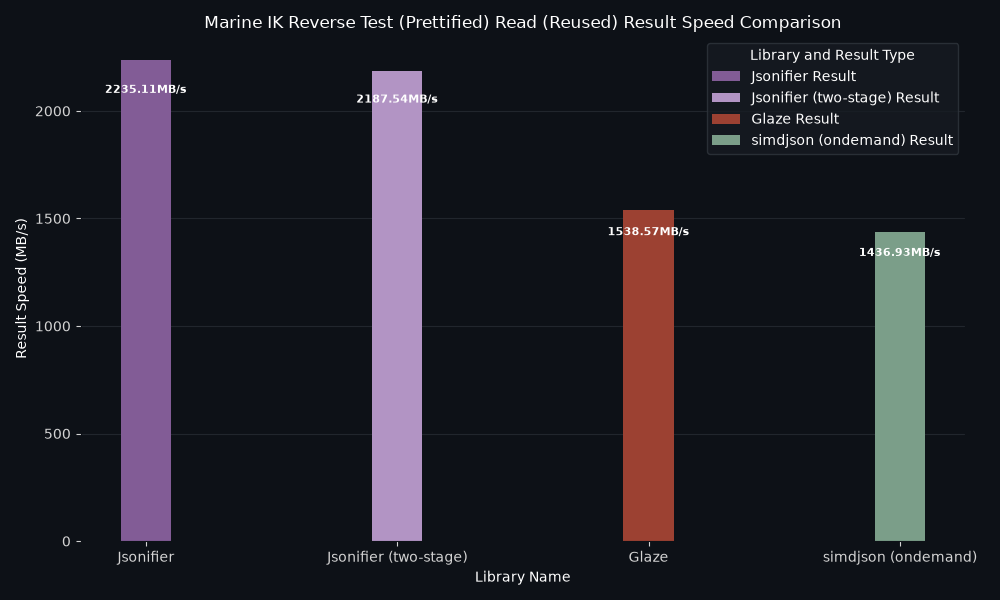 Marine IK Reverse Test (Prettified) Read (Reused) Result Speed Comparison
Library and Result Type
Jsonifier Result
Jsonifier (two-stage) Result
Glaze Result
simdjson (ondemand) Result
2235.11MB/s
2187.54MB/s
1538.57MB/s
1436.93MB/s
Result Speed (MB/s)
2000
1500
1000
500
0
Jsonifier
Jsonifier (two-stage)
Glaze
simdjson (ondemand)
Library Name